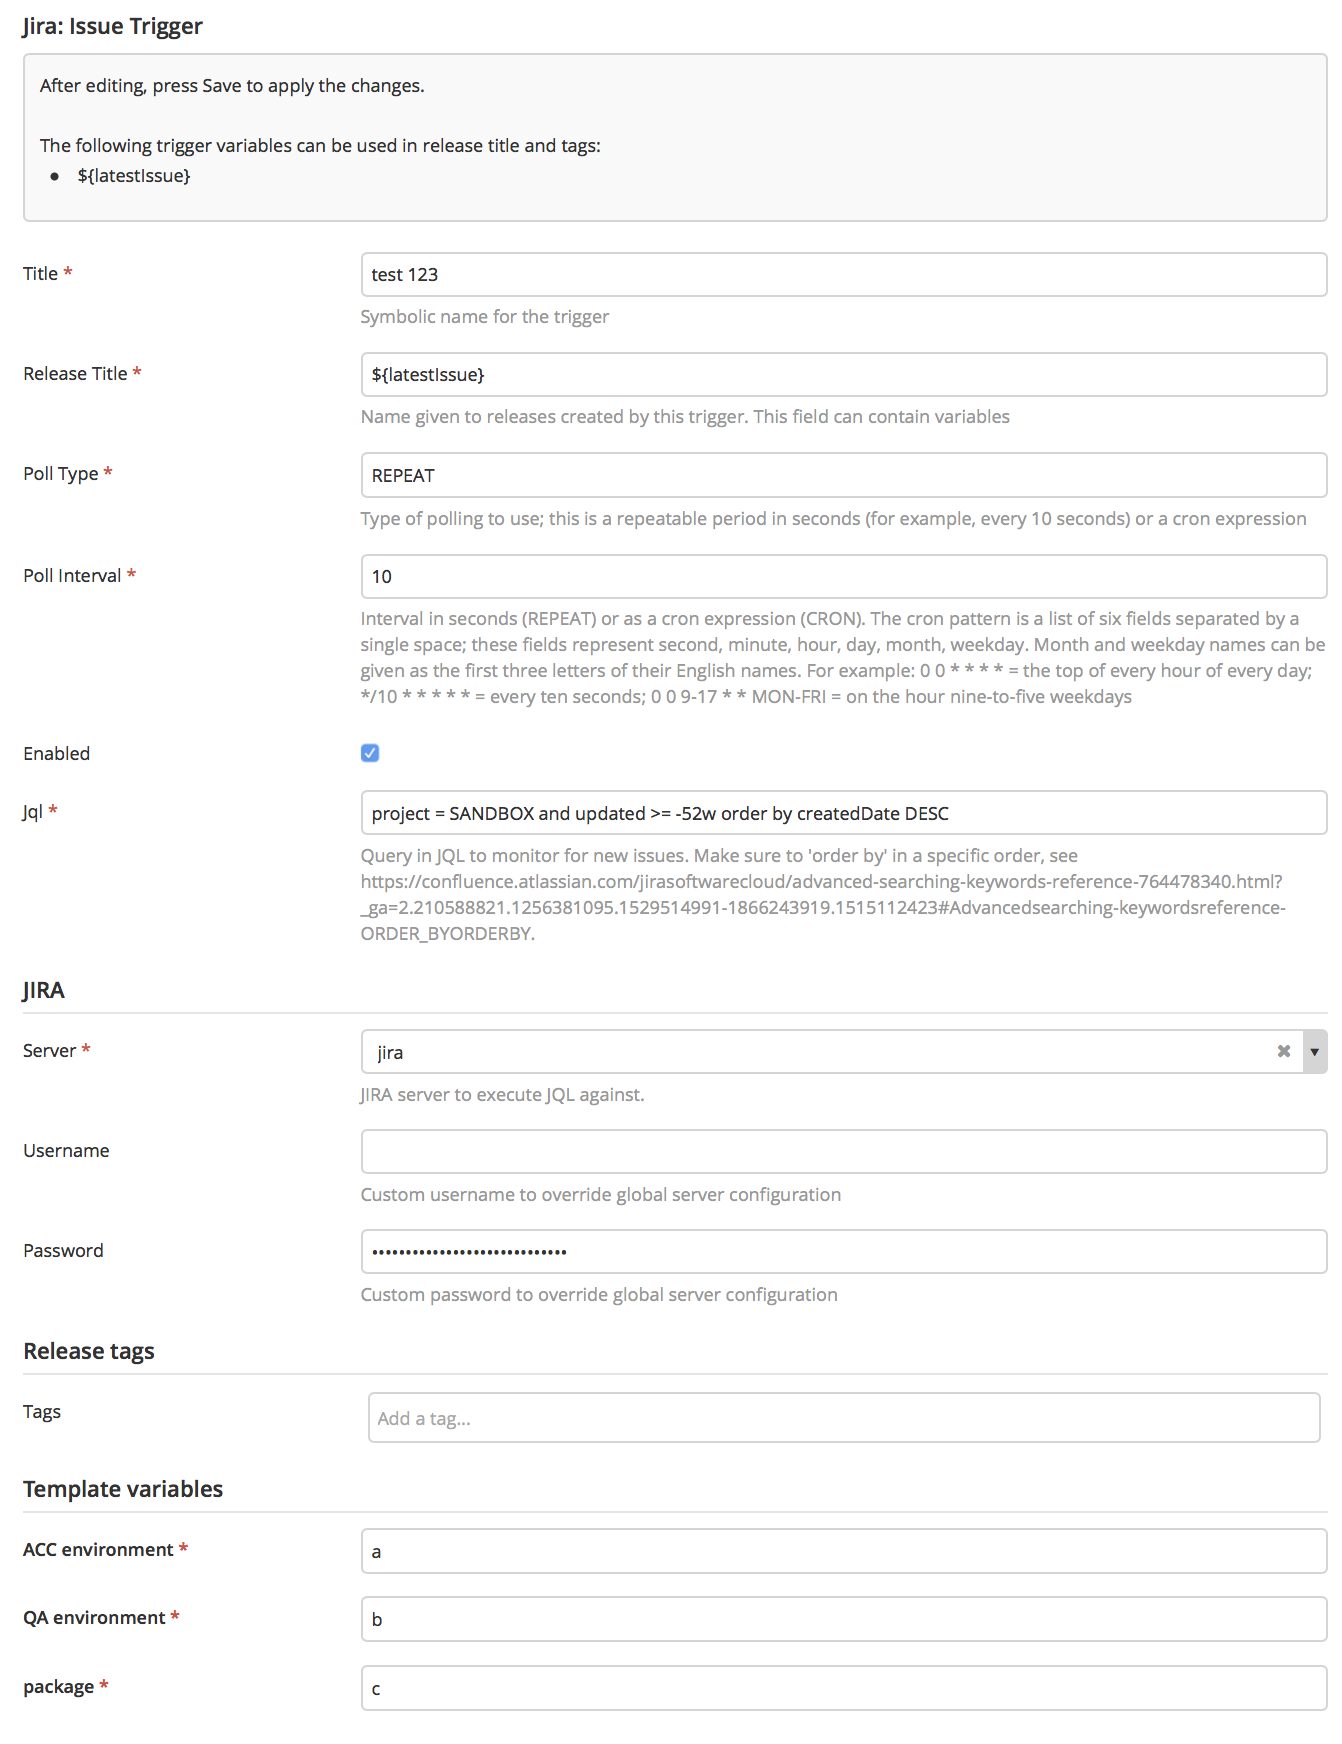 Jira: Issue Trigger
After editing, press Save to apply the changes.
The following trigger variables can be used in release title and tags:
● ${latestIssue}
Title *
test 123
Symbolic name for the trigger
Release Title *
${latestIssue}
Name given to releases created by this trigger. This field can contain variables
Poll Type *
REPEAT
Type of polling to use; this is a repeatable period in seconds (for example, every 10 seconds) or a cron expression
Poll Interval *
10
Interval in seconds (REPEAT) or as a cron expression (CRON). The cron pattern is a list of six fields separated by a
single space; these fields represent second, minute, hour, day, month, weekday. Month and weekday names can be
given as the first three letters of their English names. For example: 0 0 * * * * = the top of every hour of every day;
*/10 * * * * * = every ten seconds; 0 0 9-17 * * MON-FRI = on the hour nine-to-five weekdays
Enabled
Jql *
project = SANDBOX and updated >= -52w order by createdDate DESC
Query in JQL to monitor for new issues. Make sure to 'order by' in a specific order, see
https://confluence.atlassian.com/jirasoftwarecloud/advanced-searching-keywords-reference-764478340.html?
_ga=2.210588821.1256381095.1529514991-1866243919.1515112423#Advancedsearching-keywordsreference-
ORDER_BYORDERBY.
JIRA
Server *
jira
JIRA server to execute JQL against.
Username
Custom username to override global server configuration
Password
•••••••••••••••••••••••••••••
Custom password to override global server configuration
Release tags
Tags
Add a tag...
Template variables
ACC environment *
a
QA environment *
b
package *
c